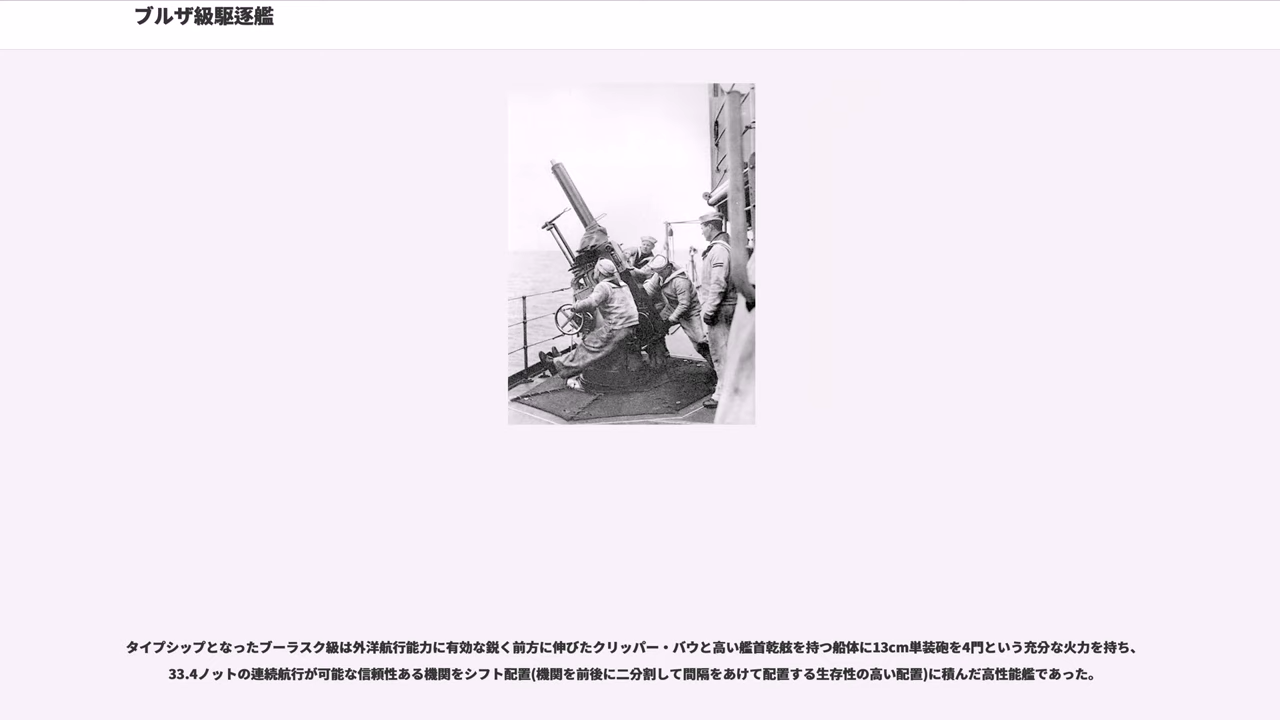 ブルザ級駆逐艦
タイプシップとなったブーラスク級は外洋航行能力に有効な鋭く前方に伸びたクリッパー・バウと高い艦首乾舷を持つ船体に13cm単装砲を4門という充分な火力を持ち、
33.4ノットの連続航行が可能な信頼性ある機関をシフト配置(機関を前後に二分割して間隔をあけて配置する生存性の高い配置)に積んだ高性能艦であった。